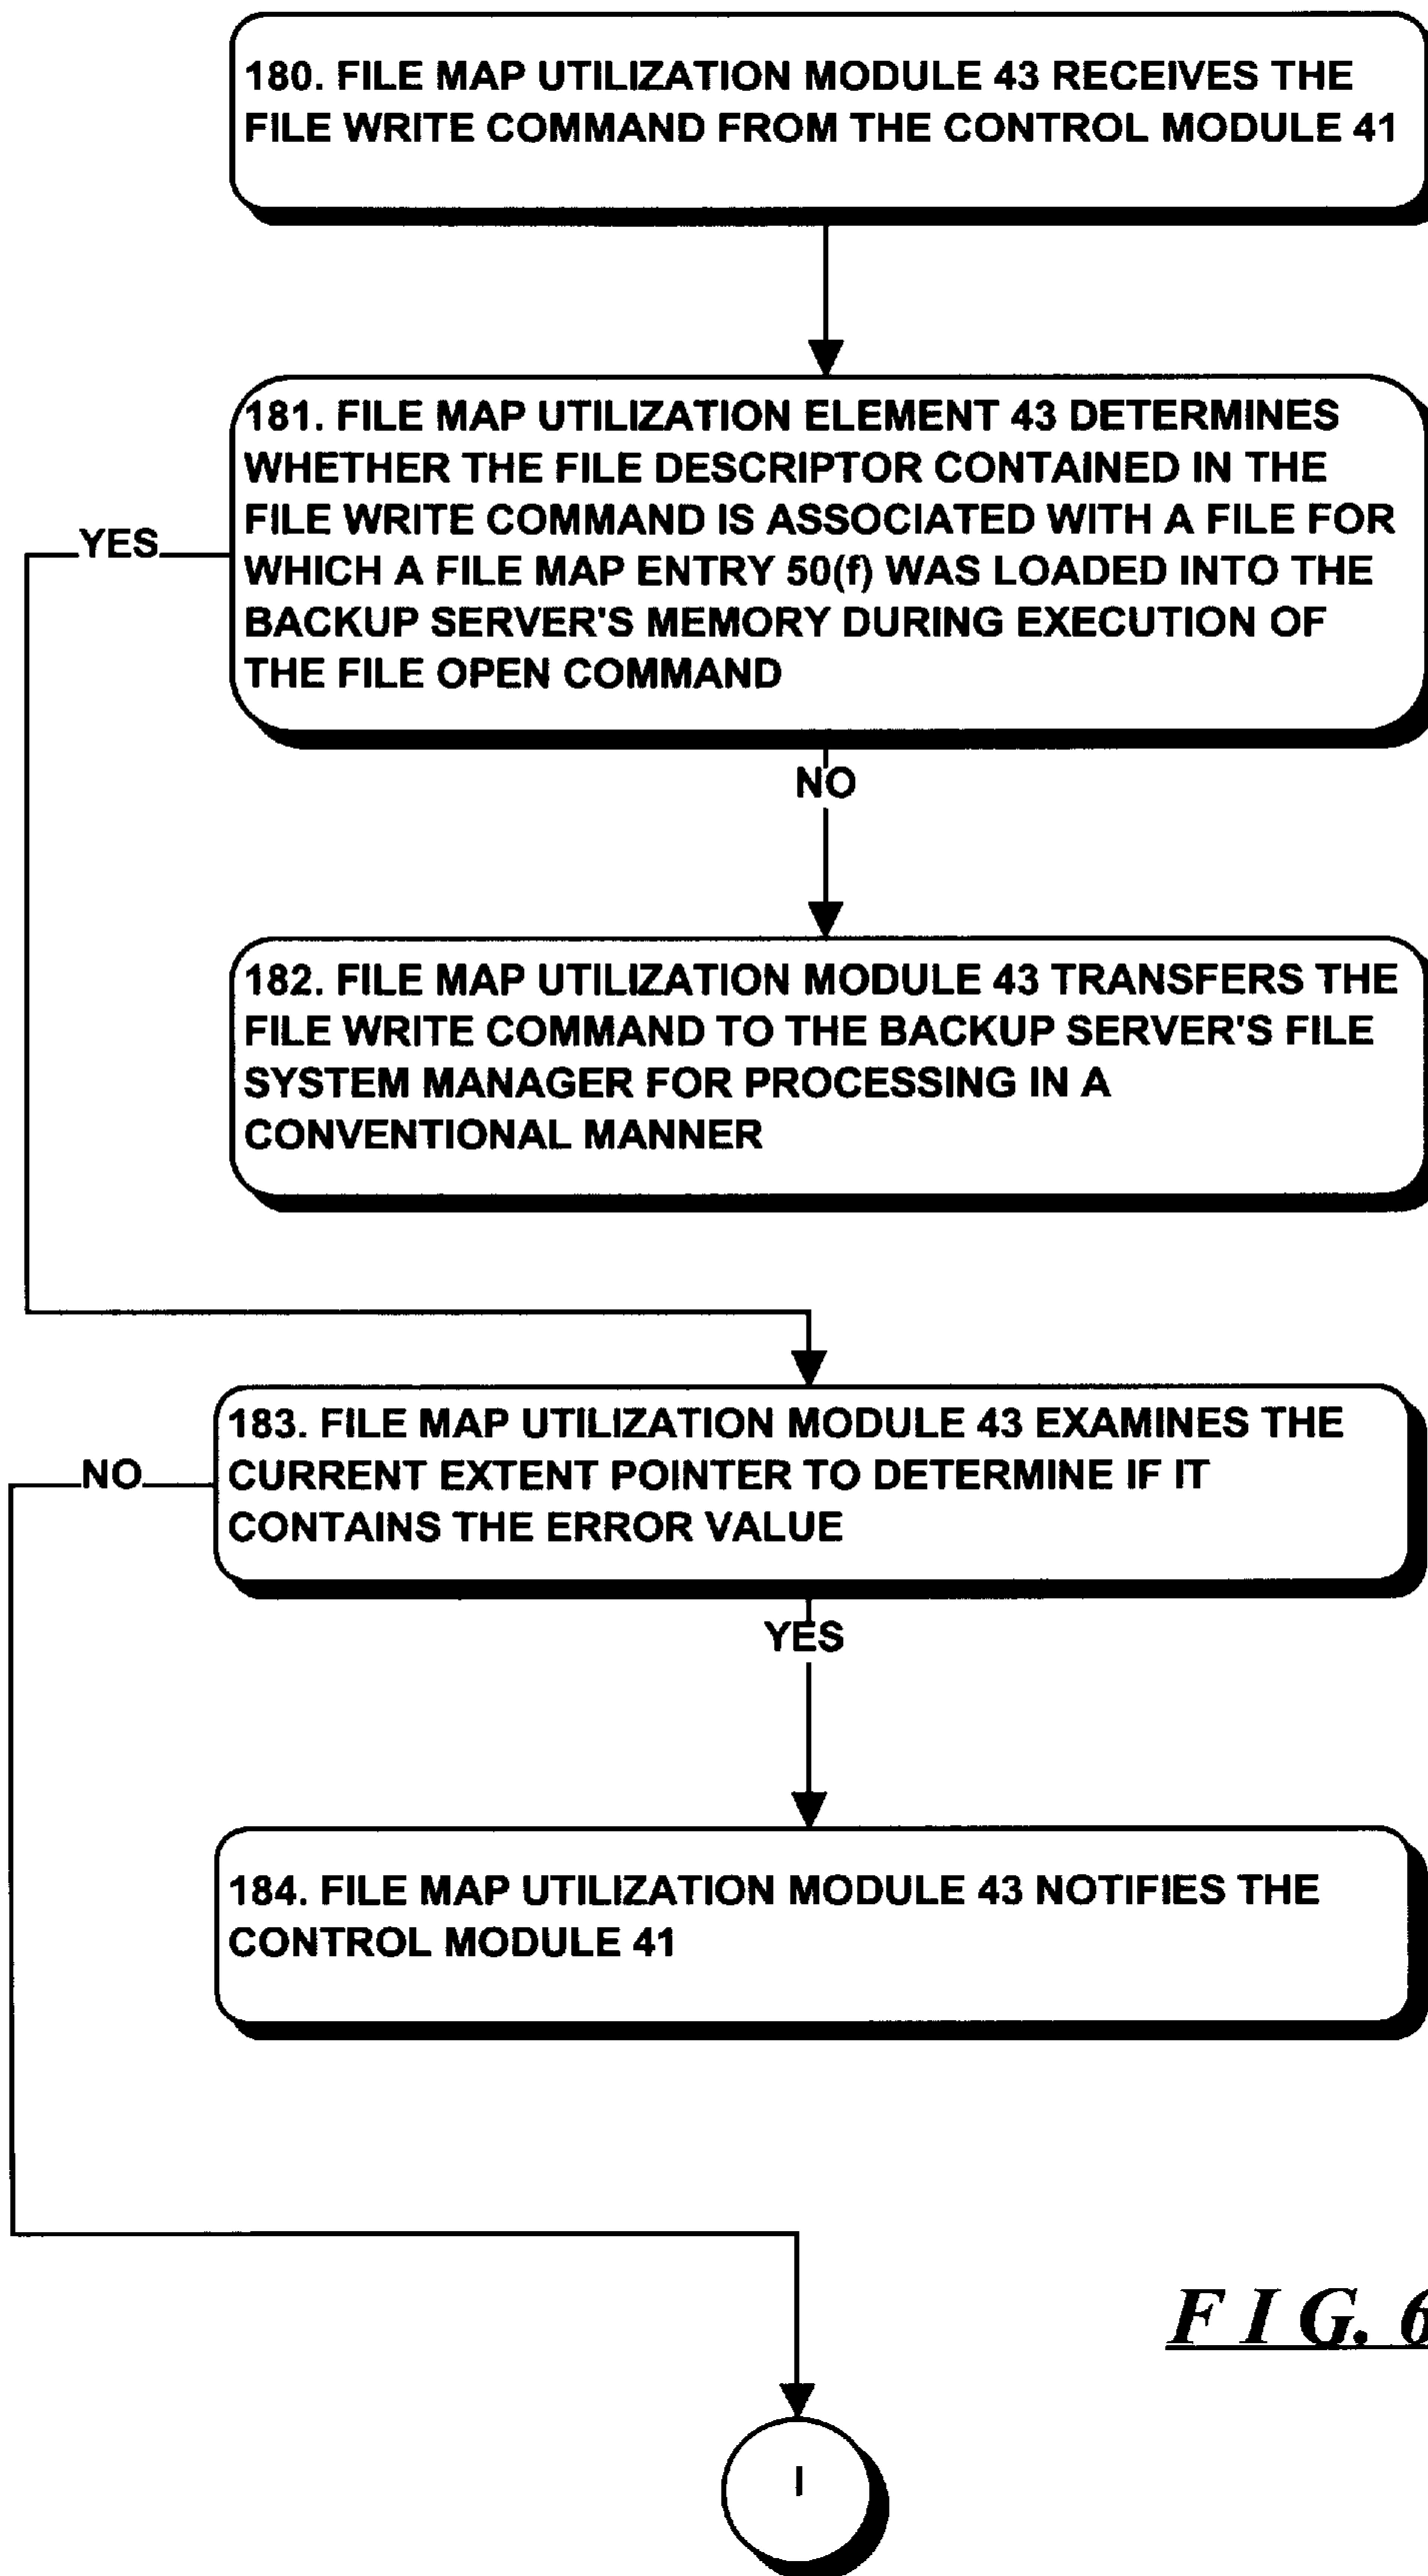 180. FILE MAP UTILIZATION MODULE 43 RECEIVES THE
FILE WRITE COMMAND FROM THE CONTROL MODULE 41
181. FILE MAP UTILIZATION ELEMENT 43 DETERMINES
WHETHER THE FILE DESCRIPTOR CONTAINED IN THE
FILE WRITE COMMAND IS ASSOCIATED WITH A FILE FOR
WHICH A FILE MAP ENTRY 50(f) WAS LOADED INTO THE
BACKUP SERVER'S MEMORY DURING EXECUTION OF
THE FILE OPEN COMMAND
YES
NO
182. FILE MAP UTILIZATION MODULE 43 TRANSFERS THE
FILE WRITE COMMAND TO THE BACKUP SERVER'S FILE
SYSTEM MANAGER FOR PROCESSING IN A
CONVENTIONAL MANNER
183. FILE MAP UTILIZATION MODULE 43 EXAMINES THE
CURRENT EXTENT POINTER TO DETERMINE IF IT
CONTAINS THE ERROR VALUE
NO
YES
184. FILE MAP UTILIZATION MODULE 43 NOTIFIES THE
CONTROL MODULE 41
FIG. 6
I